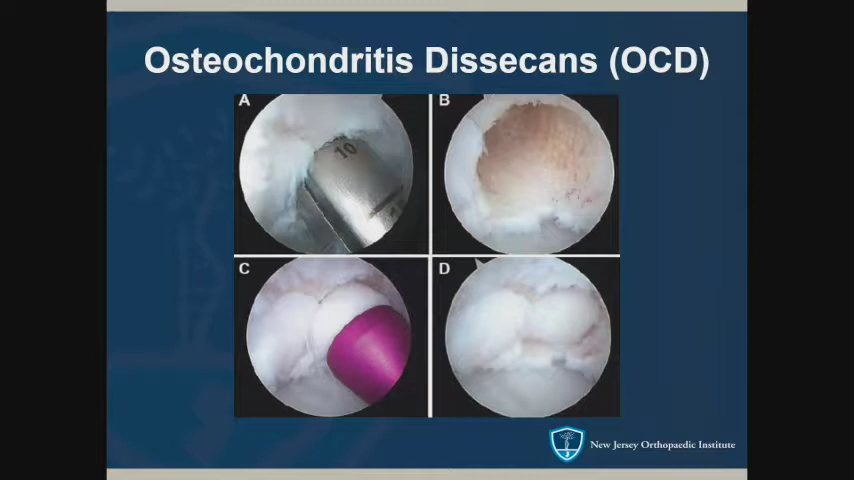 Osteochondritis Dissecans (OCD)
A
B
10
C
D
New Jersey Orthopaedic Institute